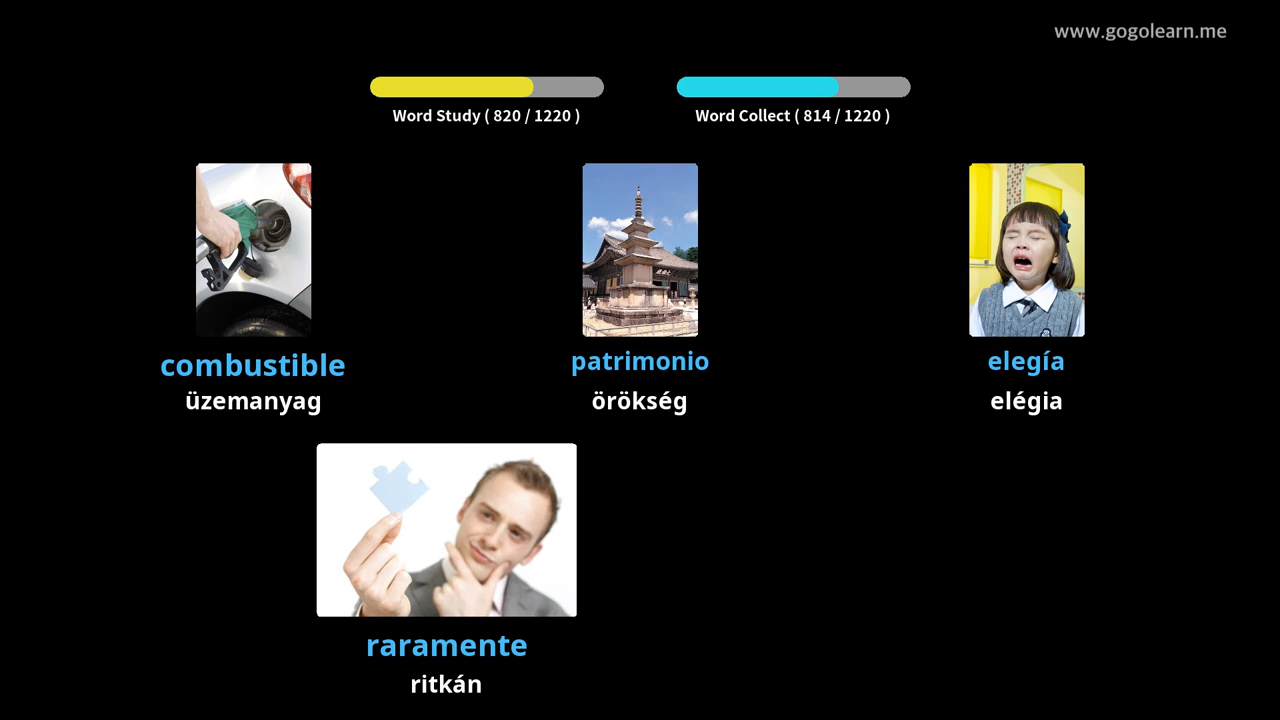 www.gogolearn.me
Word Study ( 820 / 1220 )
Word Collect ( 814 / 1220 )
combustible
üzemanyag
patrimonio
örökség
elegía
elégia
raramente
ritkán